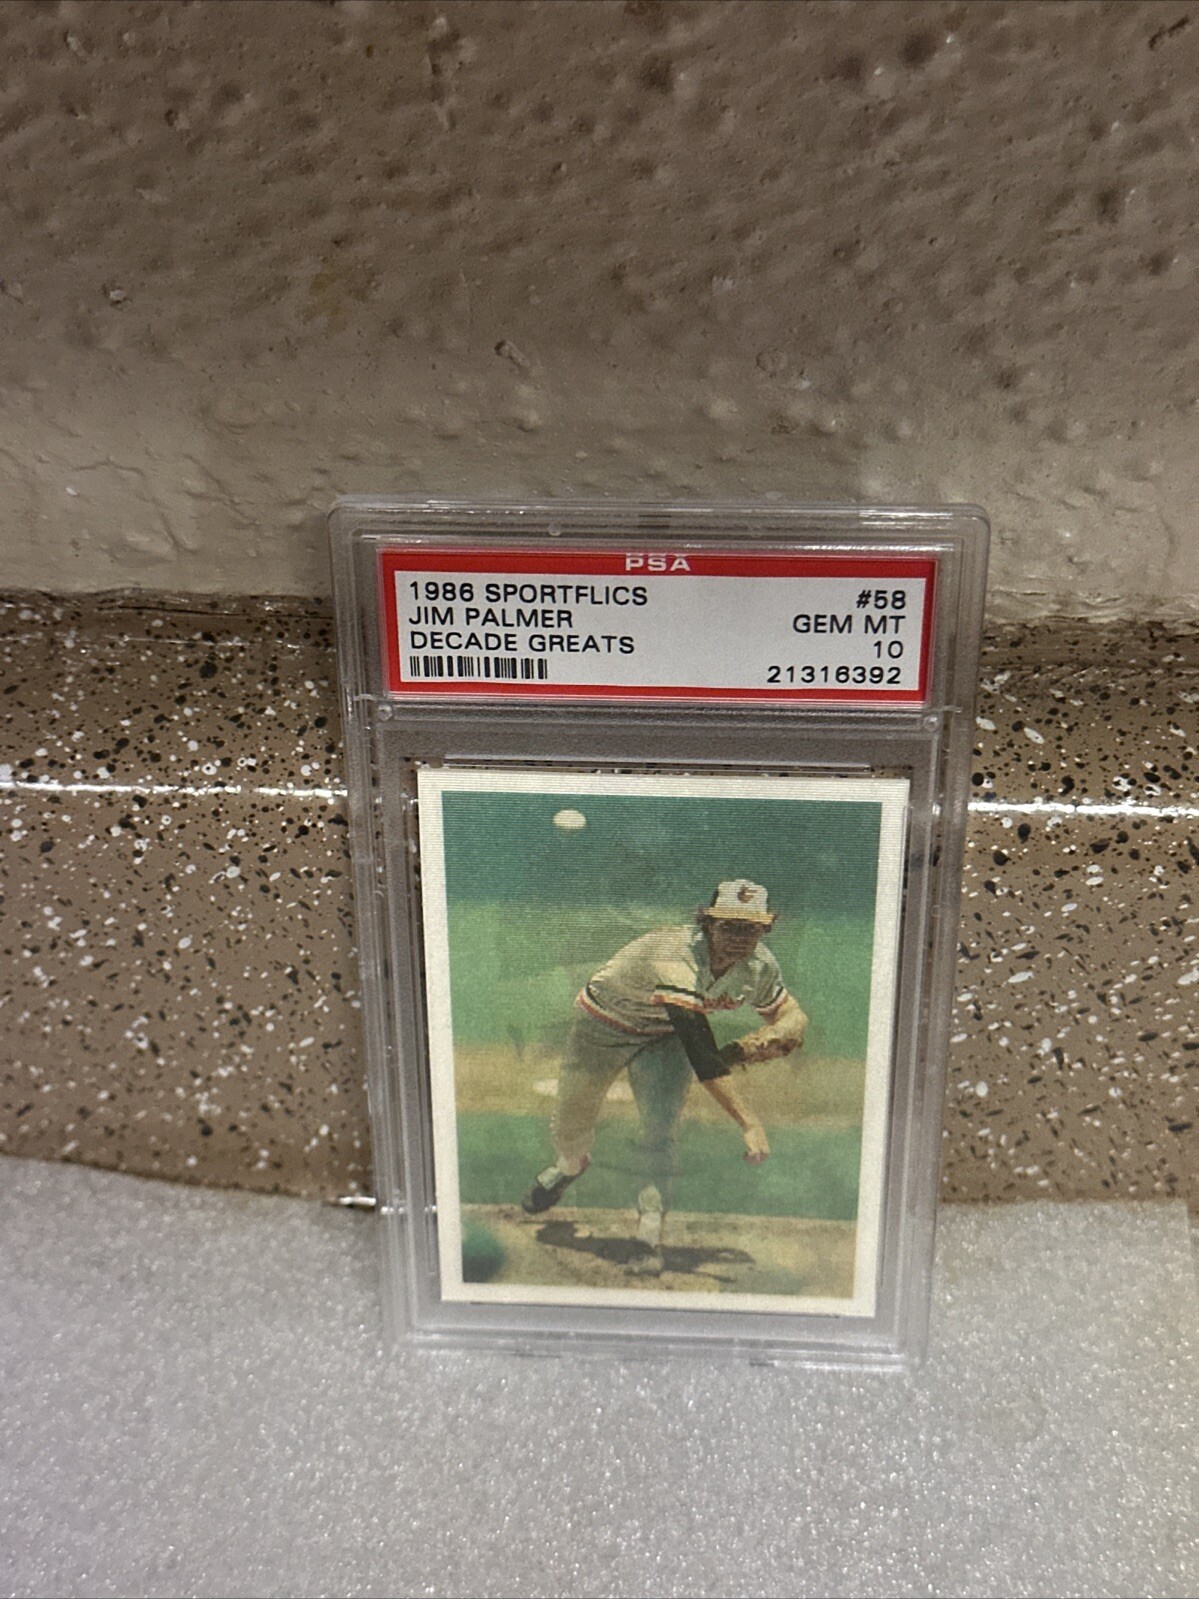 PSA
1986 SPORTFLICS #58
JIM PALMER GEM MT
DECADE GREATS 10
21316392